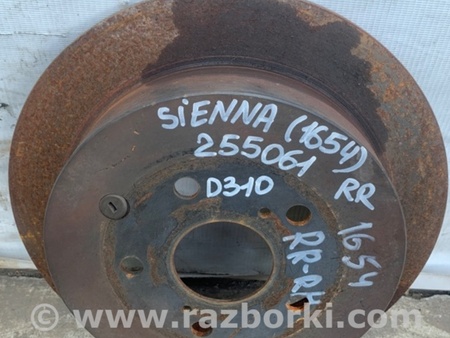 SiENNA (1654)
255061 RR
D310
1654
RR-RH
www.razborki.com